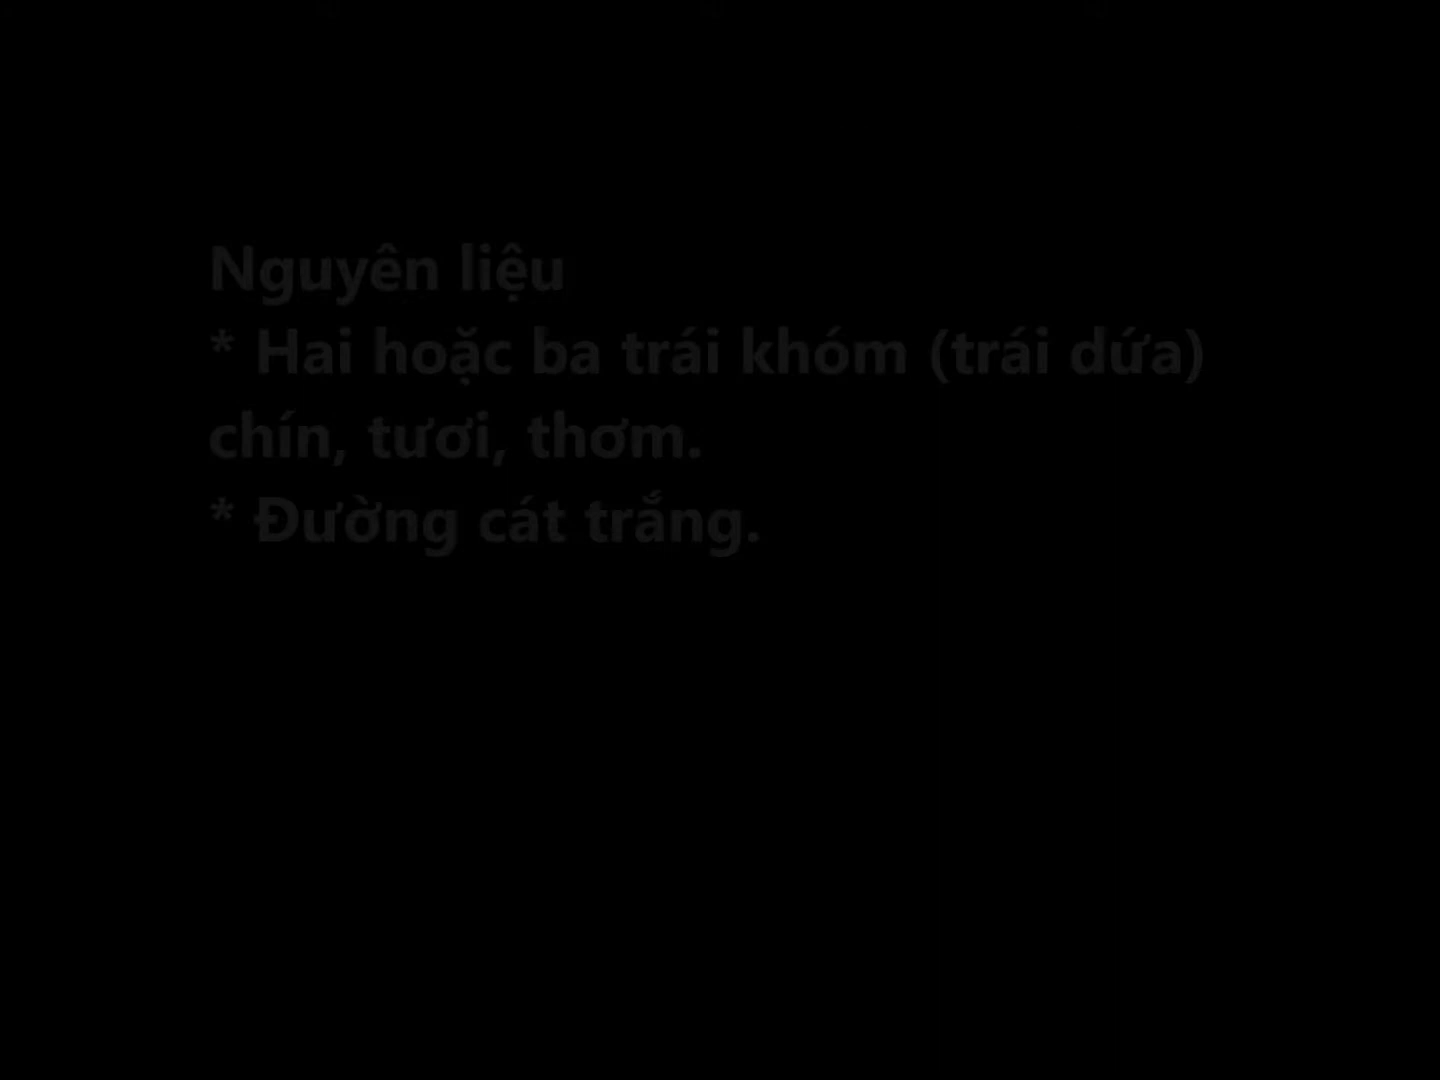 Nguyên liệu
* Hai hoặc ba trái khóm (trái dứa)
chín, tươi, thơm.
* Đường cát trắng.